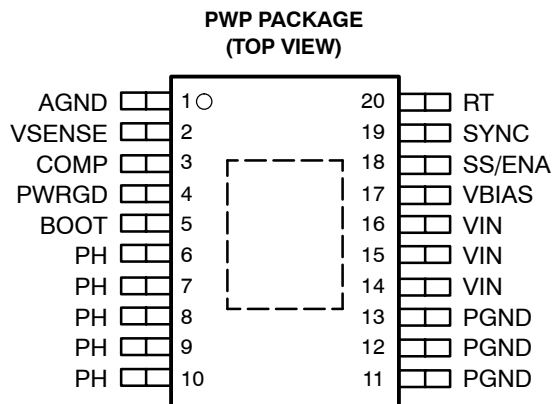 PWP PACKAGE
(TOP VIEW)
AGND 1 20 RT
VSENSE 2 19 SYNC
COMP 3 18 SS/ENA
PWRGD 4 17 VBIAS
BOOT 5 16 VIN
PH 6 15 VIN
PH 7 14 VIN
PH 8 13 PGND
PH 9 12 PGND
PH 10 11 PGND